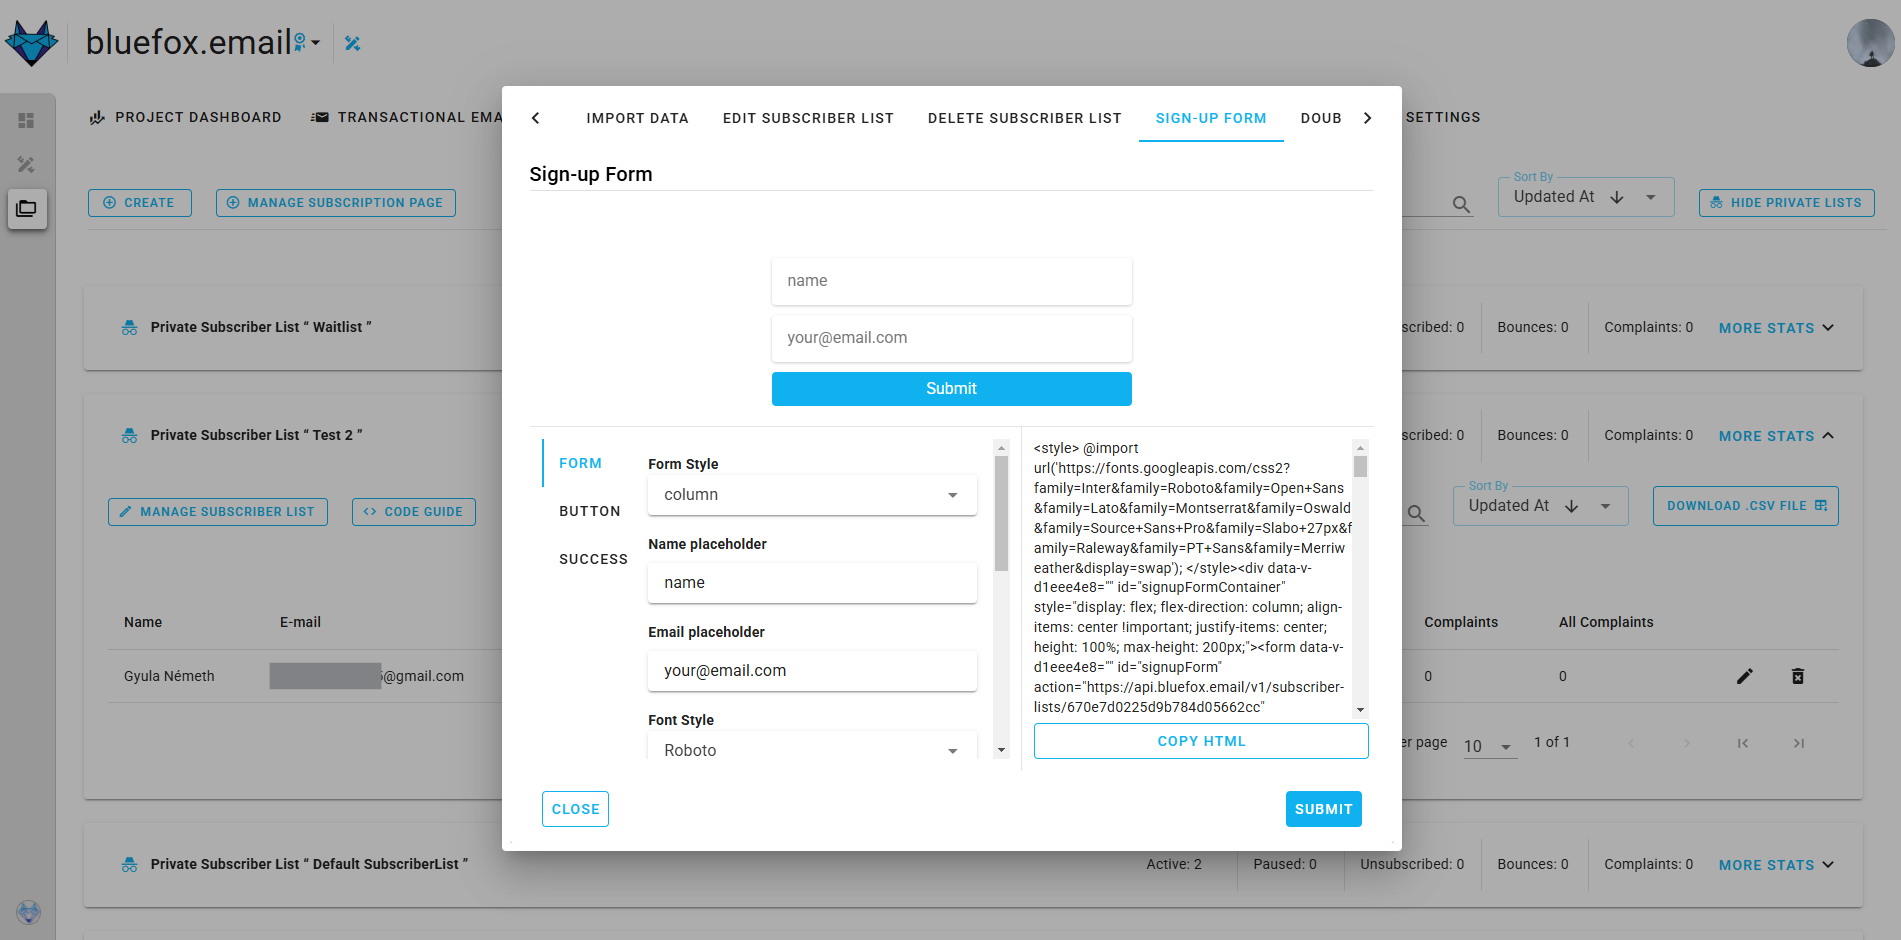 bluefox.email
PROJECT DASHBOARD
TRANSACTIONAL EMA
SETTINGS
CREATE
MANAGE SUBSCRIPTION PAGE
Sort By
Updated At
HIDE PRIVATE LISTS
IMPORT DATA
EDIT SUBSCRIBER LIST
DELETE SUBSCRIBER LIST
SIGN-UP FORM
DOUB
Sign-up Form
name
your@email.com
Submit
FORM
BUTTON
SUCCESS
Form Style
column
Name placeholder
name
Email placeholder
your@email.com
Font Style
Roboto
<style> @import
url('https://fonts.googleapis.com/css2?
family=Inter&family=Roboto&family=Open+Sans
&family=Lato&family=Montserrat&family=Oswald
&family=Source+Sans+Pro&family=Slabo+27px&f
amily=Raleway&family=PT+Sans&family=Merriw
eather&display=swap'); </style><div data-v-
d1eee4e8="" id="signupFormContainer"
style="display: flex; flex-direction: column; align-
items: center !important; justify-items: center;
height: 100%; max-height: 200px;"><form data-v-
d1eee4e8="" id="signupForm"
action="https://api.bluefox.email/v1/subscriber-
lists/670e7d0225d9b784d05662cc"
COPY HTML
CLOSE
SUBMIT
Private Subscriber List “ Waitlist ”
scribed: 0
Bounces: 0
Complaints: 0
MORE STATS
Private Subscriber List “ Test 2 ”
scribed: 0
Bounces: 0
Complaints: 0
MORE STATS
MANAGE SUBSCRIBER LIST
CODE GUIDE
Sort By
Updated At
DOWNLOAD .CSV FILE
Name
E-mail
Complaints
All Complaints
Gyula Németh
@gmail.com
0
0
er page
10
1 of 1
Private Subscriber List “ Default SubscriberList ”
Active: 2
Paused: 0
Unsubscribed: 0
Bounces: 0
Complaints: 0
MORE STATS